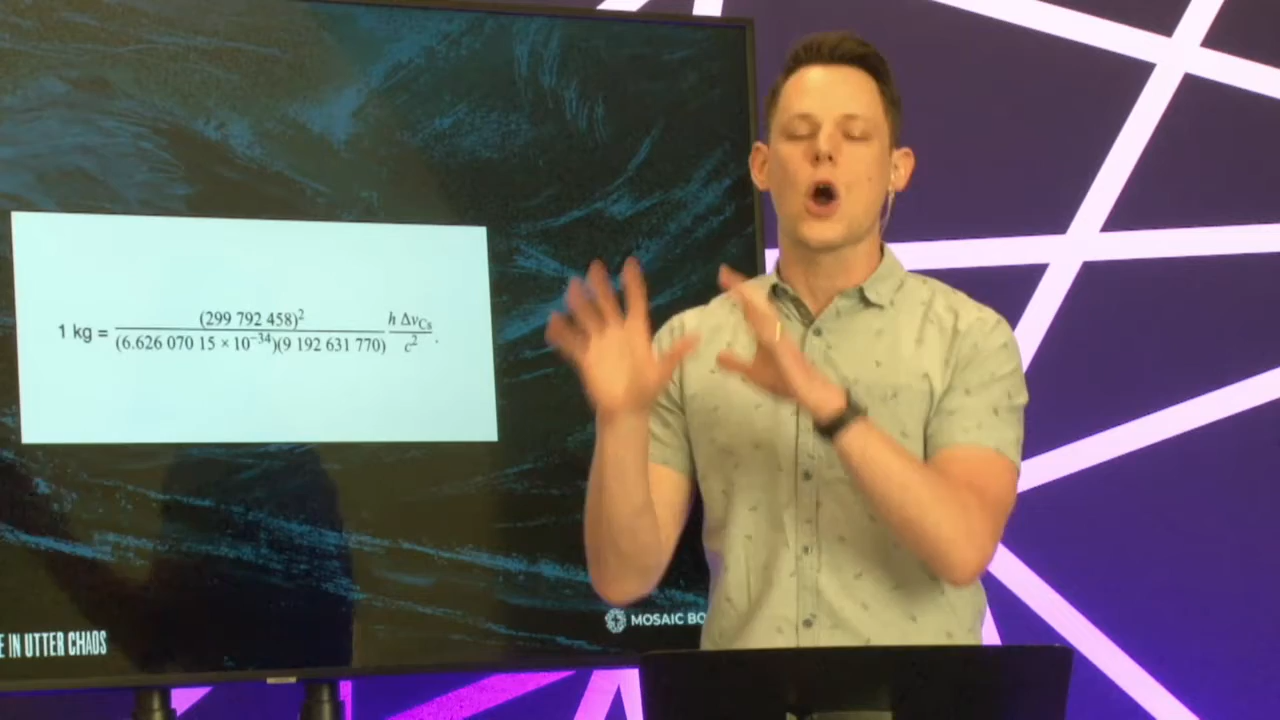 1 kg = (299 792 458)² / (6.626 070 15 × 10⁻³⁴)(9 192 631 770) h Δν_Cs / c².
E IN UTTER CHAOS
MOSAIC BO